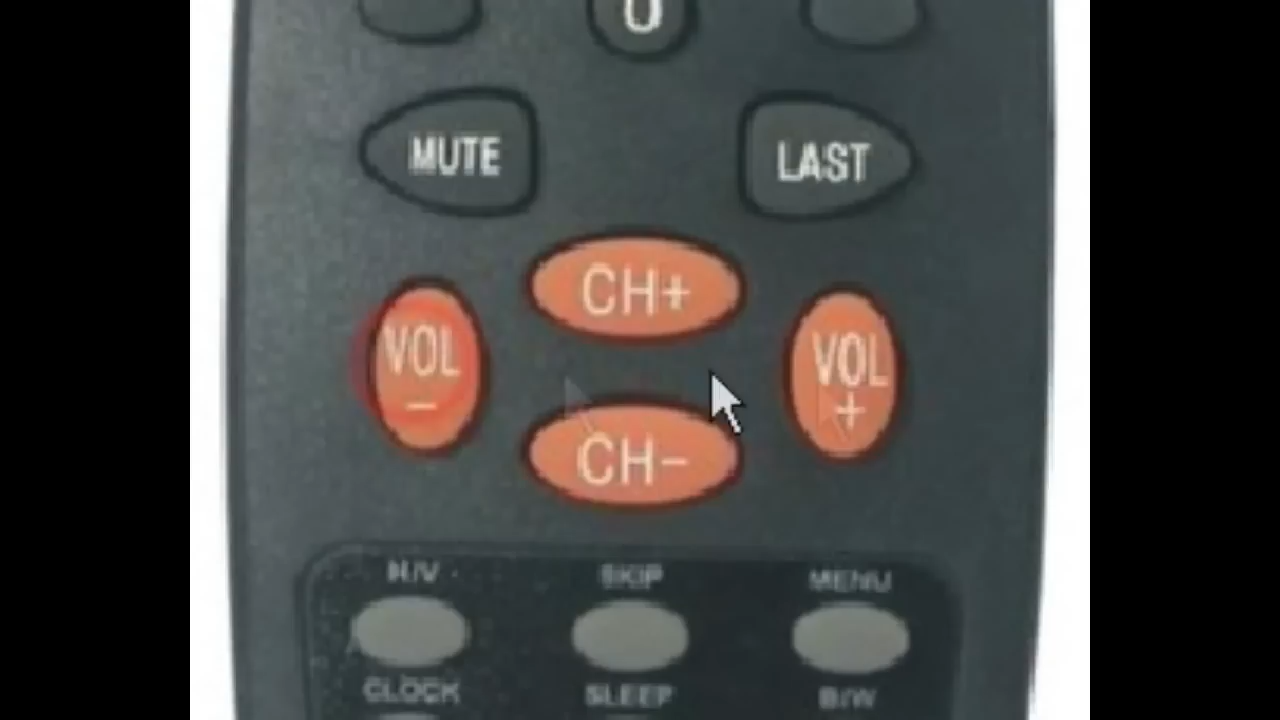 0
MUTE LAST
CH+
VOL
- VOL
+
CH-
H/V SKIP MENU
CLOCK SLEEP B/W